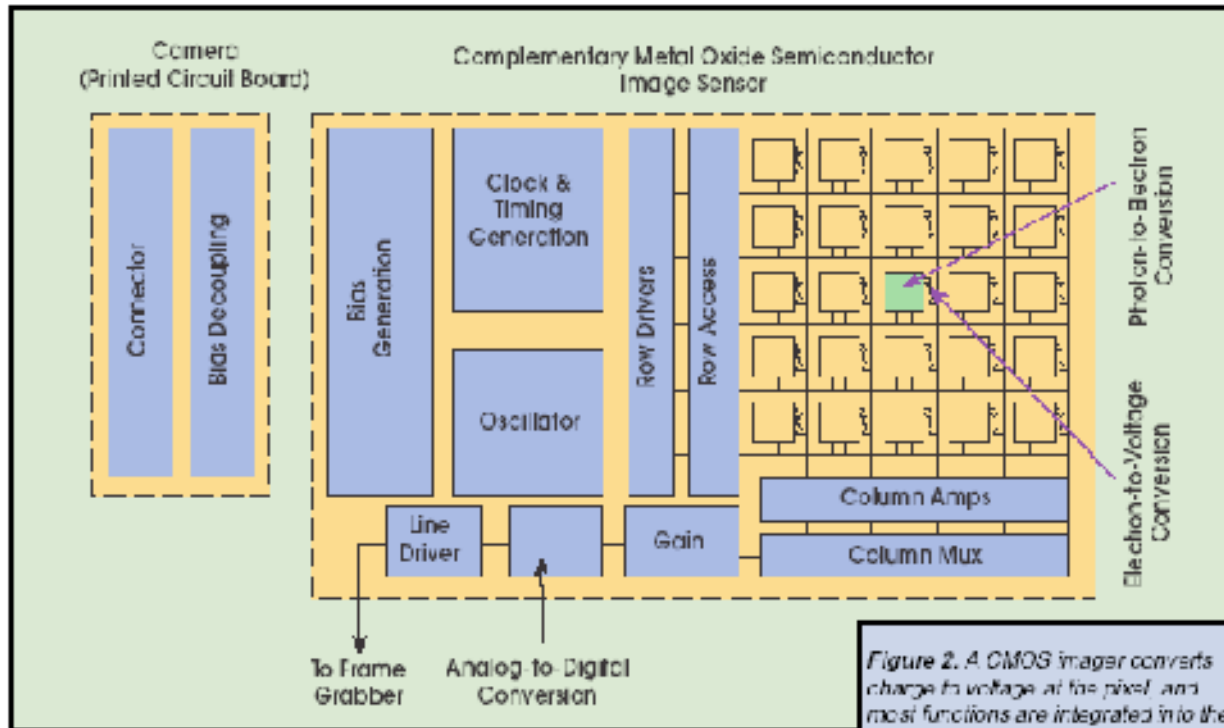 Camera
(Printed Circuit Board)
Complementary Metal Oxide Semiconductor
Image Sensor
Connector
Bias Decoupling
Bias
Generation
Clock &
Timing
Generation
Oscillator
Row Drivers
Row Access
Photon-to-Electron
Conversion
Electron-to-Voltage
Conversion
Column Amps
Column Mux
Line
Driver
Gain
To Frame
Grabber
Analog-to-Digital
Conversion
Figure 2. A CMOS imager converts
charge to voltage at the pixel, and
most functions are integrated into the